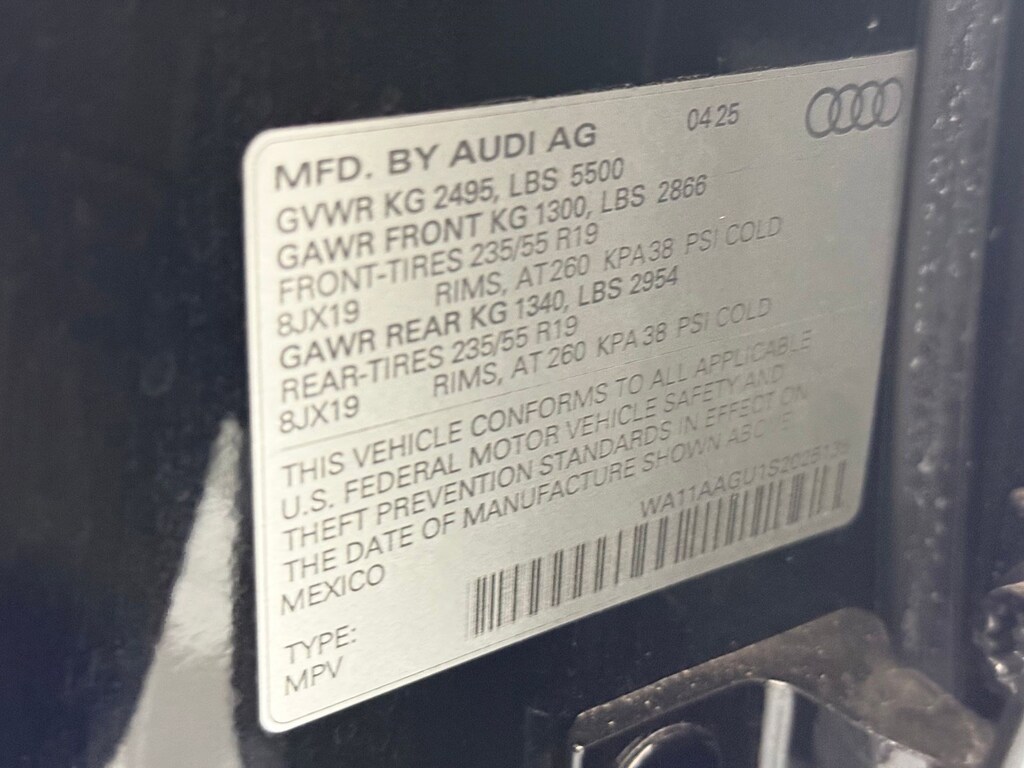 MFD. BY AUDI AG 0425
GVWR KG 2495, LBS 5500
GAWR FRONT KG 1300, LBS 2866
FRONT-TIRES 235/55 R19
8JX19 RIMS, AT 260 KPA 38 PSI COLD
GAWR REAR KG 1340, LBS 2954
REAR-TIRES 235/55 R19
8JX19 RIMS, AT 260 KPA 38 PSI COLD
THIS VEHICLE CONFORMS TO ALL APPLICABLE
U.S. FEDERAL MOTOR VEHICLE SAFETY AND
THEFT PREVENTION STANDARDS IN EFFECT ON
THE DATE OF MANUFACTURE SHOWN ABOVE
MEXICO
TYPE:
MPV